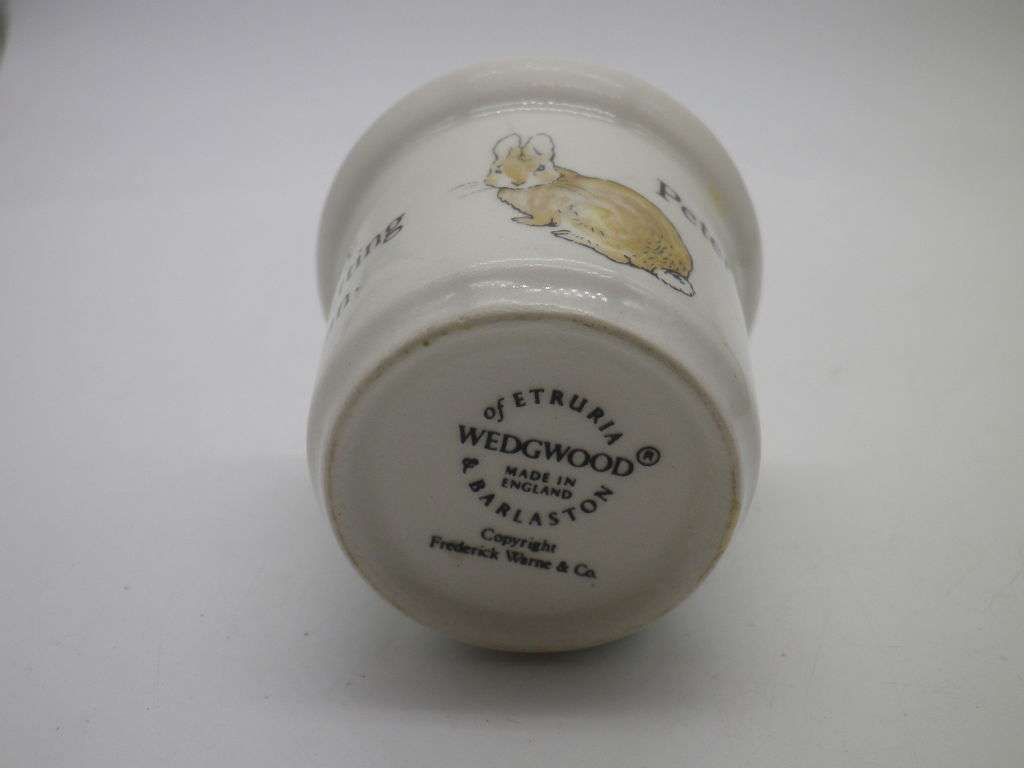 of ETRURIA
WEDGWOOD ®
MADE IN
ENGLAND
& BARLASTON
Copyright
Frederick Warne & Co.